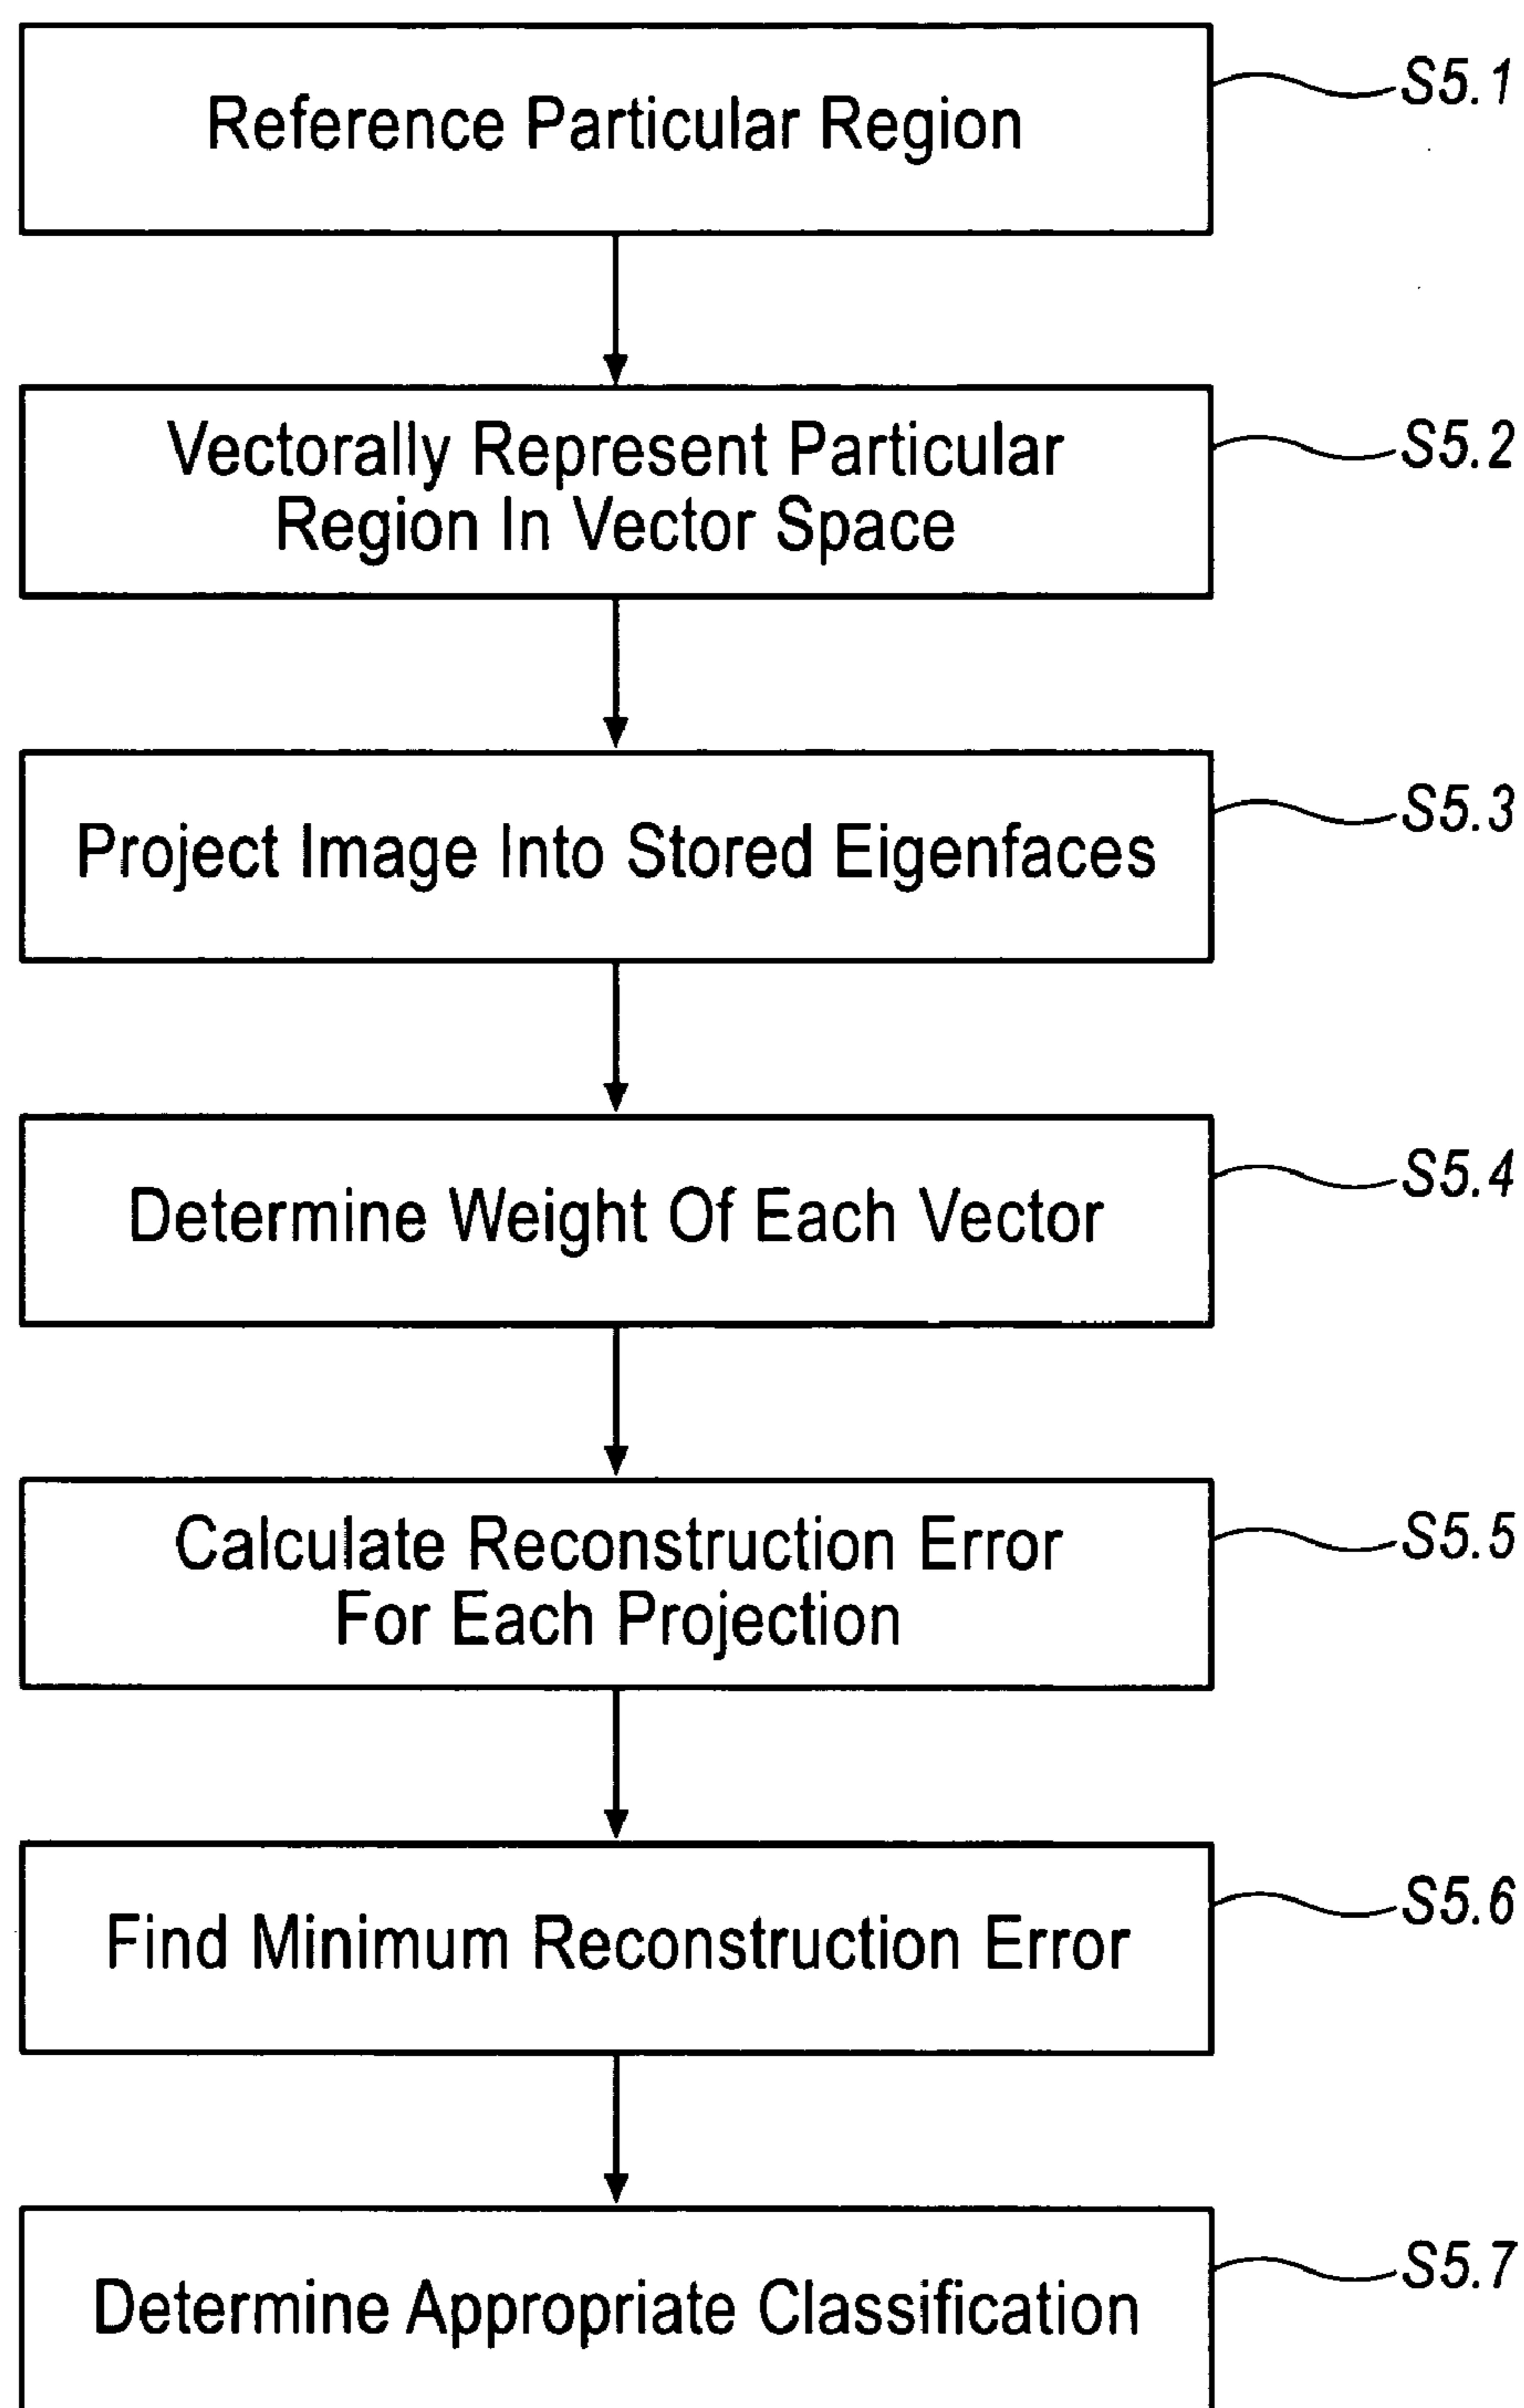 Reference Particular Region
S5.1
Vectorally Represent Particular
Region In Vector Space
S5.2
Project Image Into Stored Eigenfaces
S5.3
Determine Weight Of Each Vector
S5.4
Calculate Reconstruction Error
For Each Projection
S5.5
Find Minimum Reconstruction Error
S5.6
Determine Appropriate Classification
S5.7